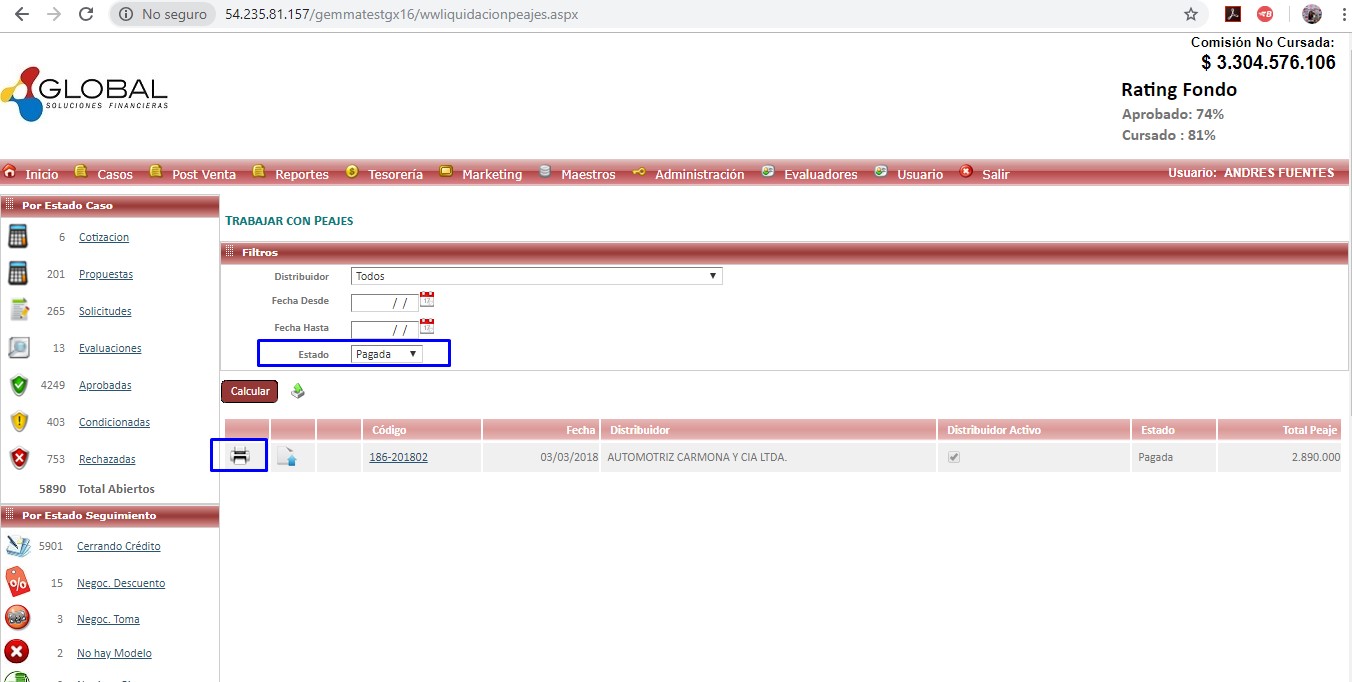 No seguro
54.235.81.157/gemmatestgx16/wwliquidacionpeajes.aspx
GLOBAL
SOLUCIONES FINANCIERAS
Comisión No Cursada:
$ 3.304.576.106
Rating Fondo
Aprobado: 74%
Cursado : 81%
Inicio Casos Post Venta Reportes Tesorería Marketing Maestros Administración Evaluadores Usuario Salir Usuario: ANDRES FUENTES
Por Estado Caso
6 Cotizacion
201 Propuestas
265 Solicitudes
13 Evaluaciones
4249 Aprobadas
403 Condicionadas
753 Rechazadas
5890 Total Abiertos
Por Estado Seguimiento
5901 Cerrando Crédito
15 Negoc. Descuento
3 Negoc. Toma
2 No hay Modelo
TRABAJAR CON PEAJES
Filtros
Distribuidor Todos
Fecha Desde / /
Fecha Hasta / /
Estado Pagada
Calcular
Código Fecha Distribuidor Distribuidor Activo Estado Total Peaje
186-201802 03/03/2018 AUTOMOTRIZ CARMONA Y CIA LTDA. Pagada 2.890.000